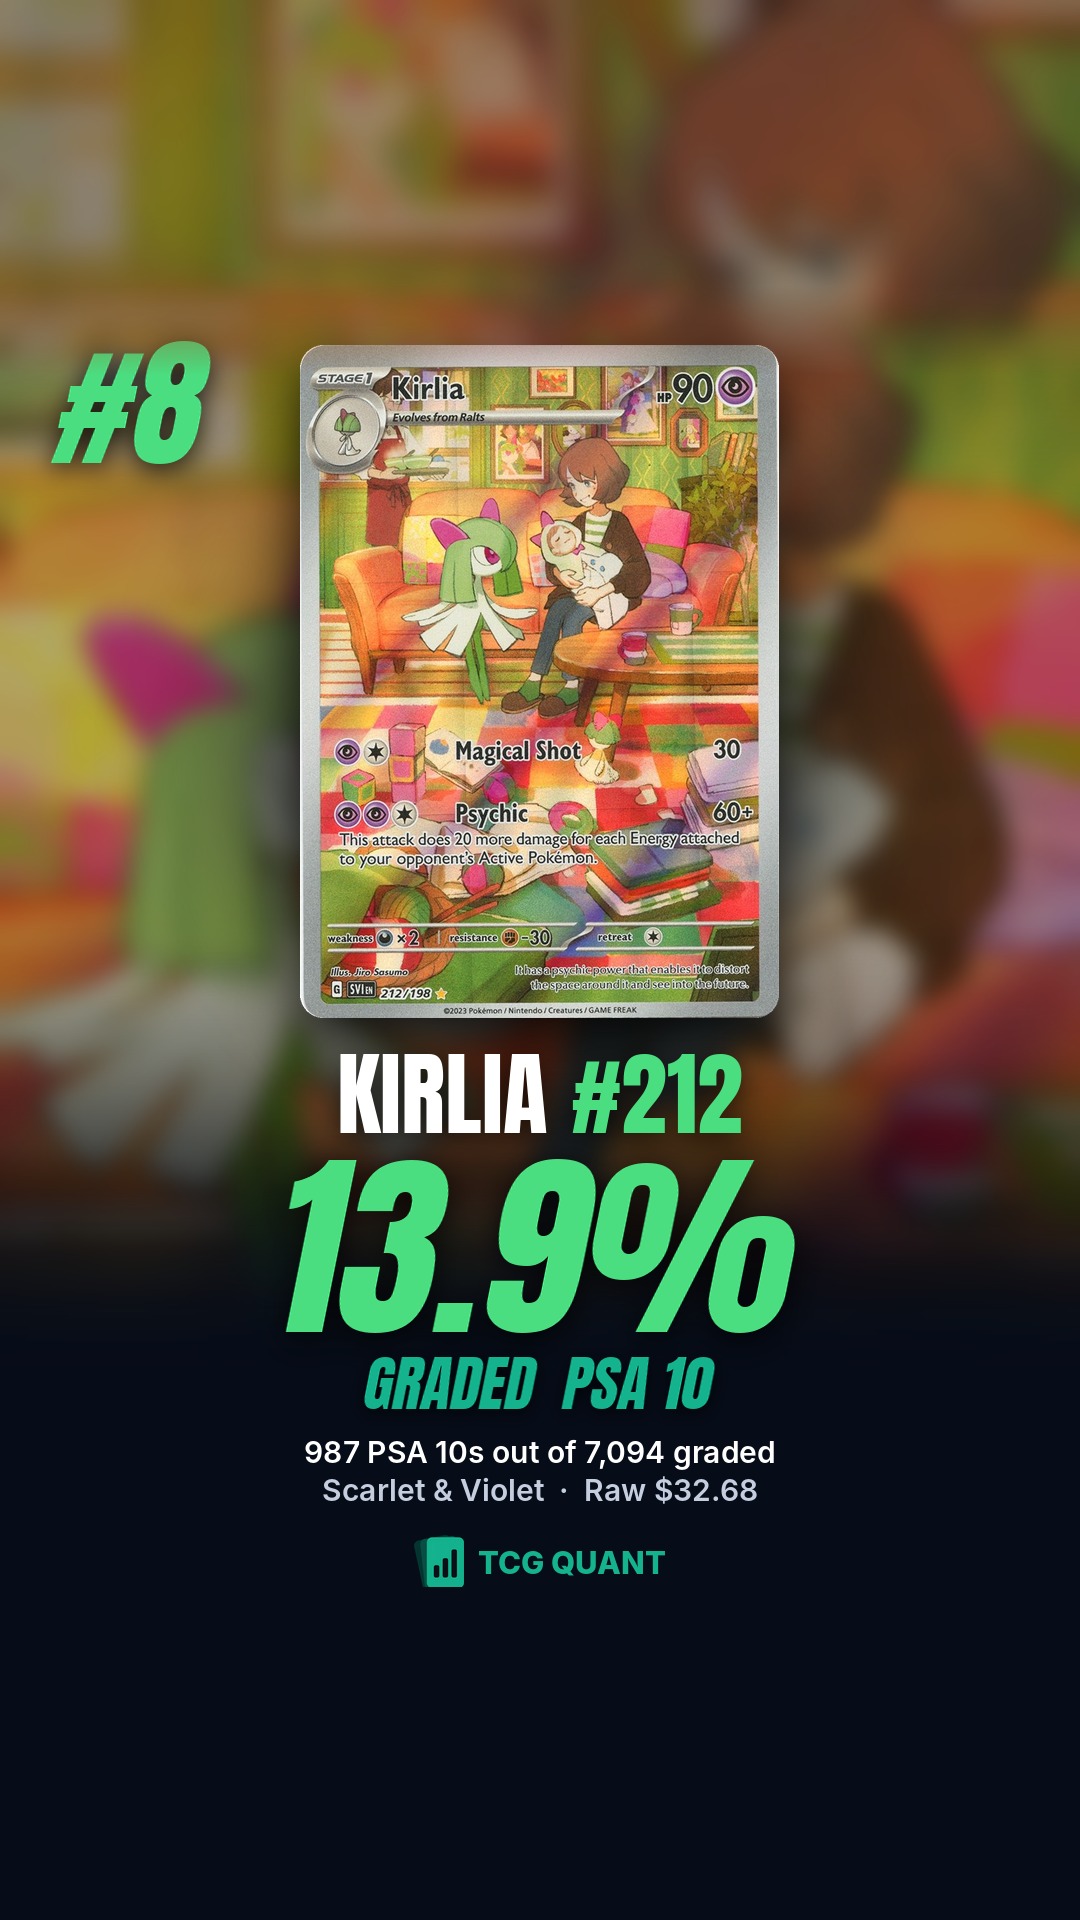 #8
STAGE1 Kirlia HP 90
Evolves from Ralts
Magical Shot 30
Psychic 60+
This attack does 20 more damage for each Energy attached
to your opponent's Active Pokémon.
weakness ×2 resistance -30 retreat
Illus. Jiro Sasumo
It has a psychic power that enables it to distort
the space around it and see into the future.
G SVI EN 212/198
©2023 Pokémon / Nintendo / Creatures / GAME FREAK
KIRLIA #212
13.9%
GRADED PSA 10
987 PSA 10s out of 7,094 graded
Scarlet & Violet · Raw $32.68
TCG QUANT